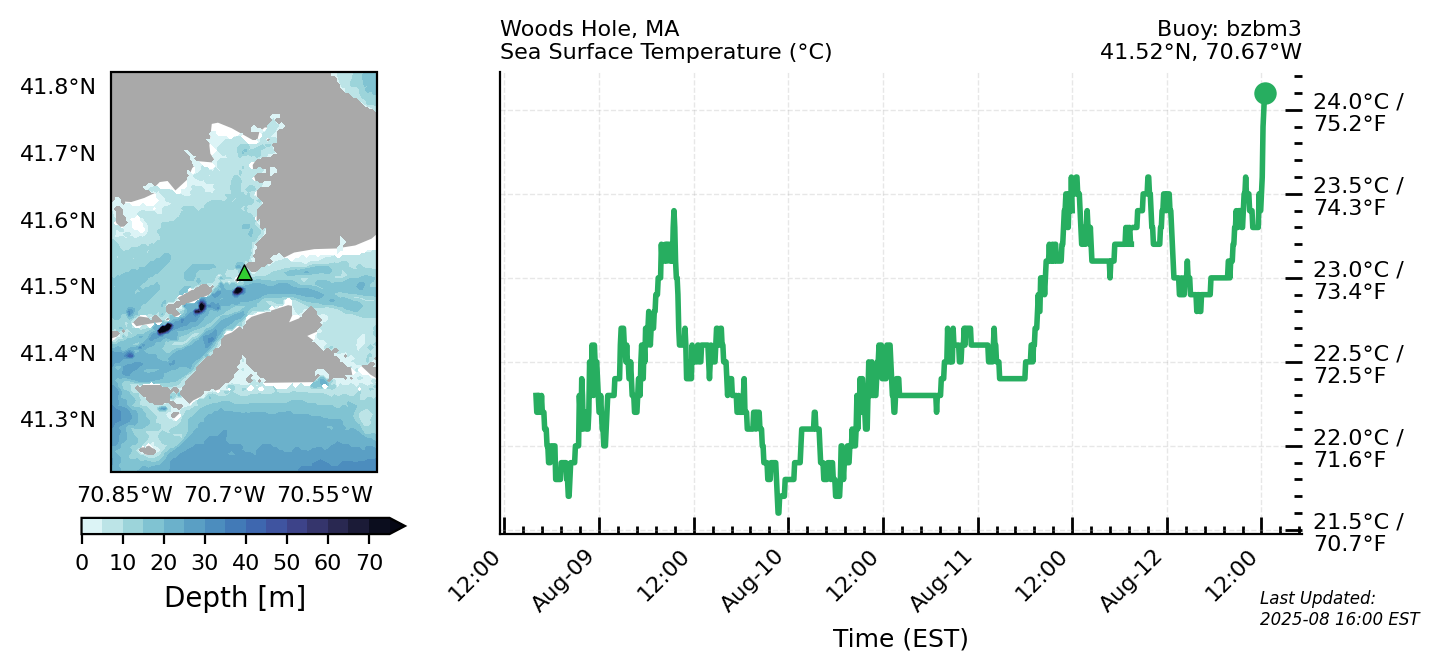 Woods Hole, MA
Sea Surface Temperature (°C)
Buoy: bzbm3
41.52°N, 70.67°W
41.8°N
41.7°N
41.6°N
41.5°N
41.4°N
41.3°N
70.85°W 70.7°W 70.55°W
0 10 20 30 40 50 60 70
Depth [m]
24.0°C /
75.2°F
23.5°C /
74.3°F
23.0°C /
73.4°F
22.5°C /
72.5°F
22.0°C /
71.6°F
21.5°C /
70.7°F
12:00 Aug-09 12:00 Aug-10 12:00 Aug-11 12:00 Aug-12 12:00
Time (EST)
Last Updated:
2025-08 16:00 EST